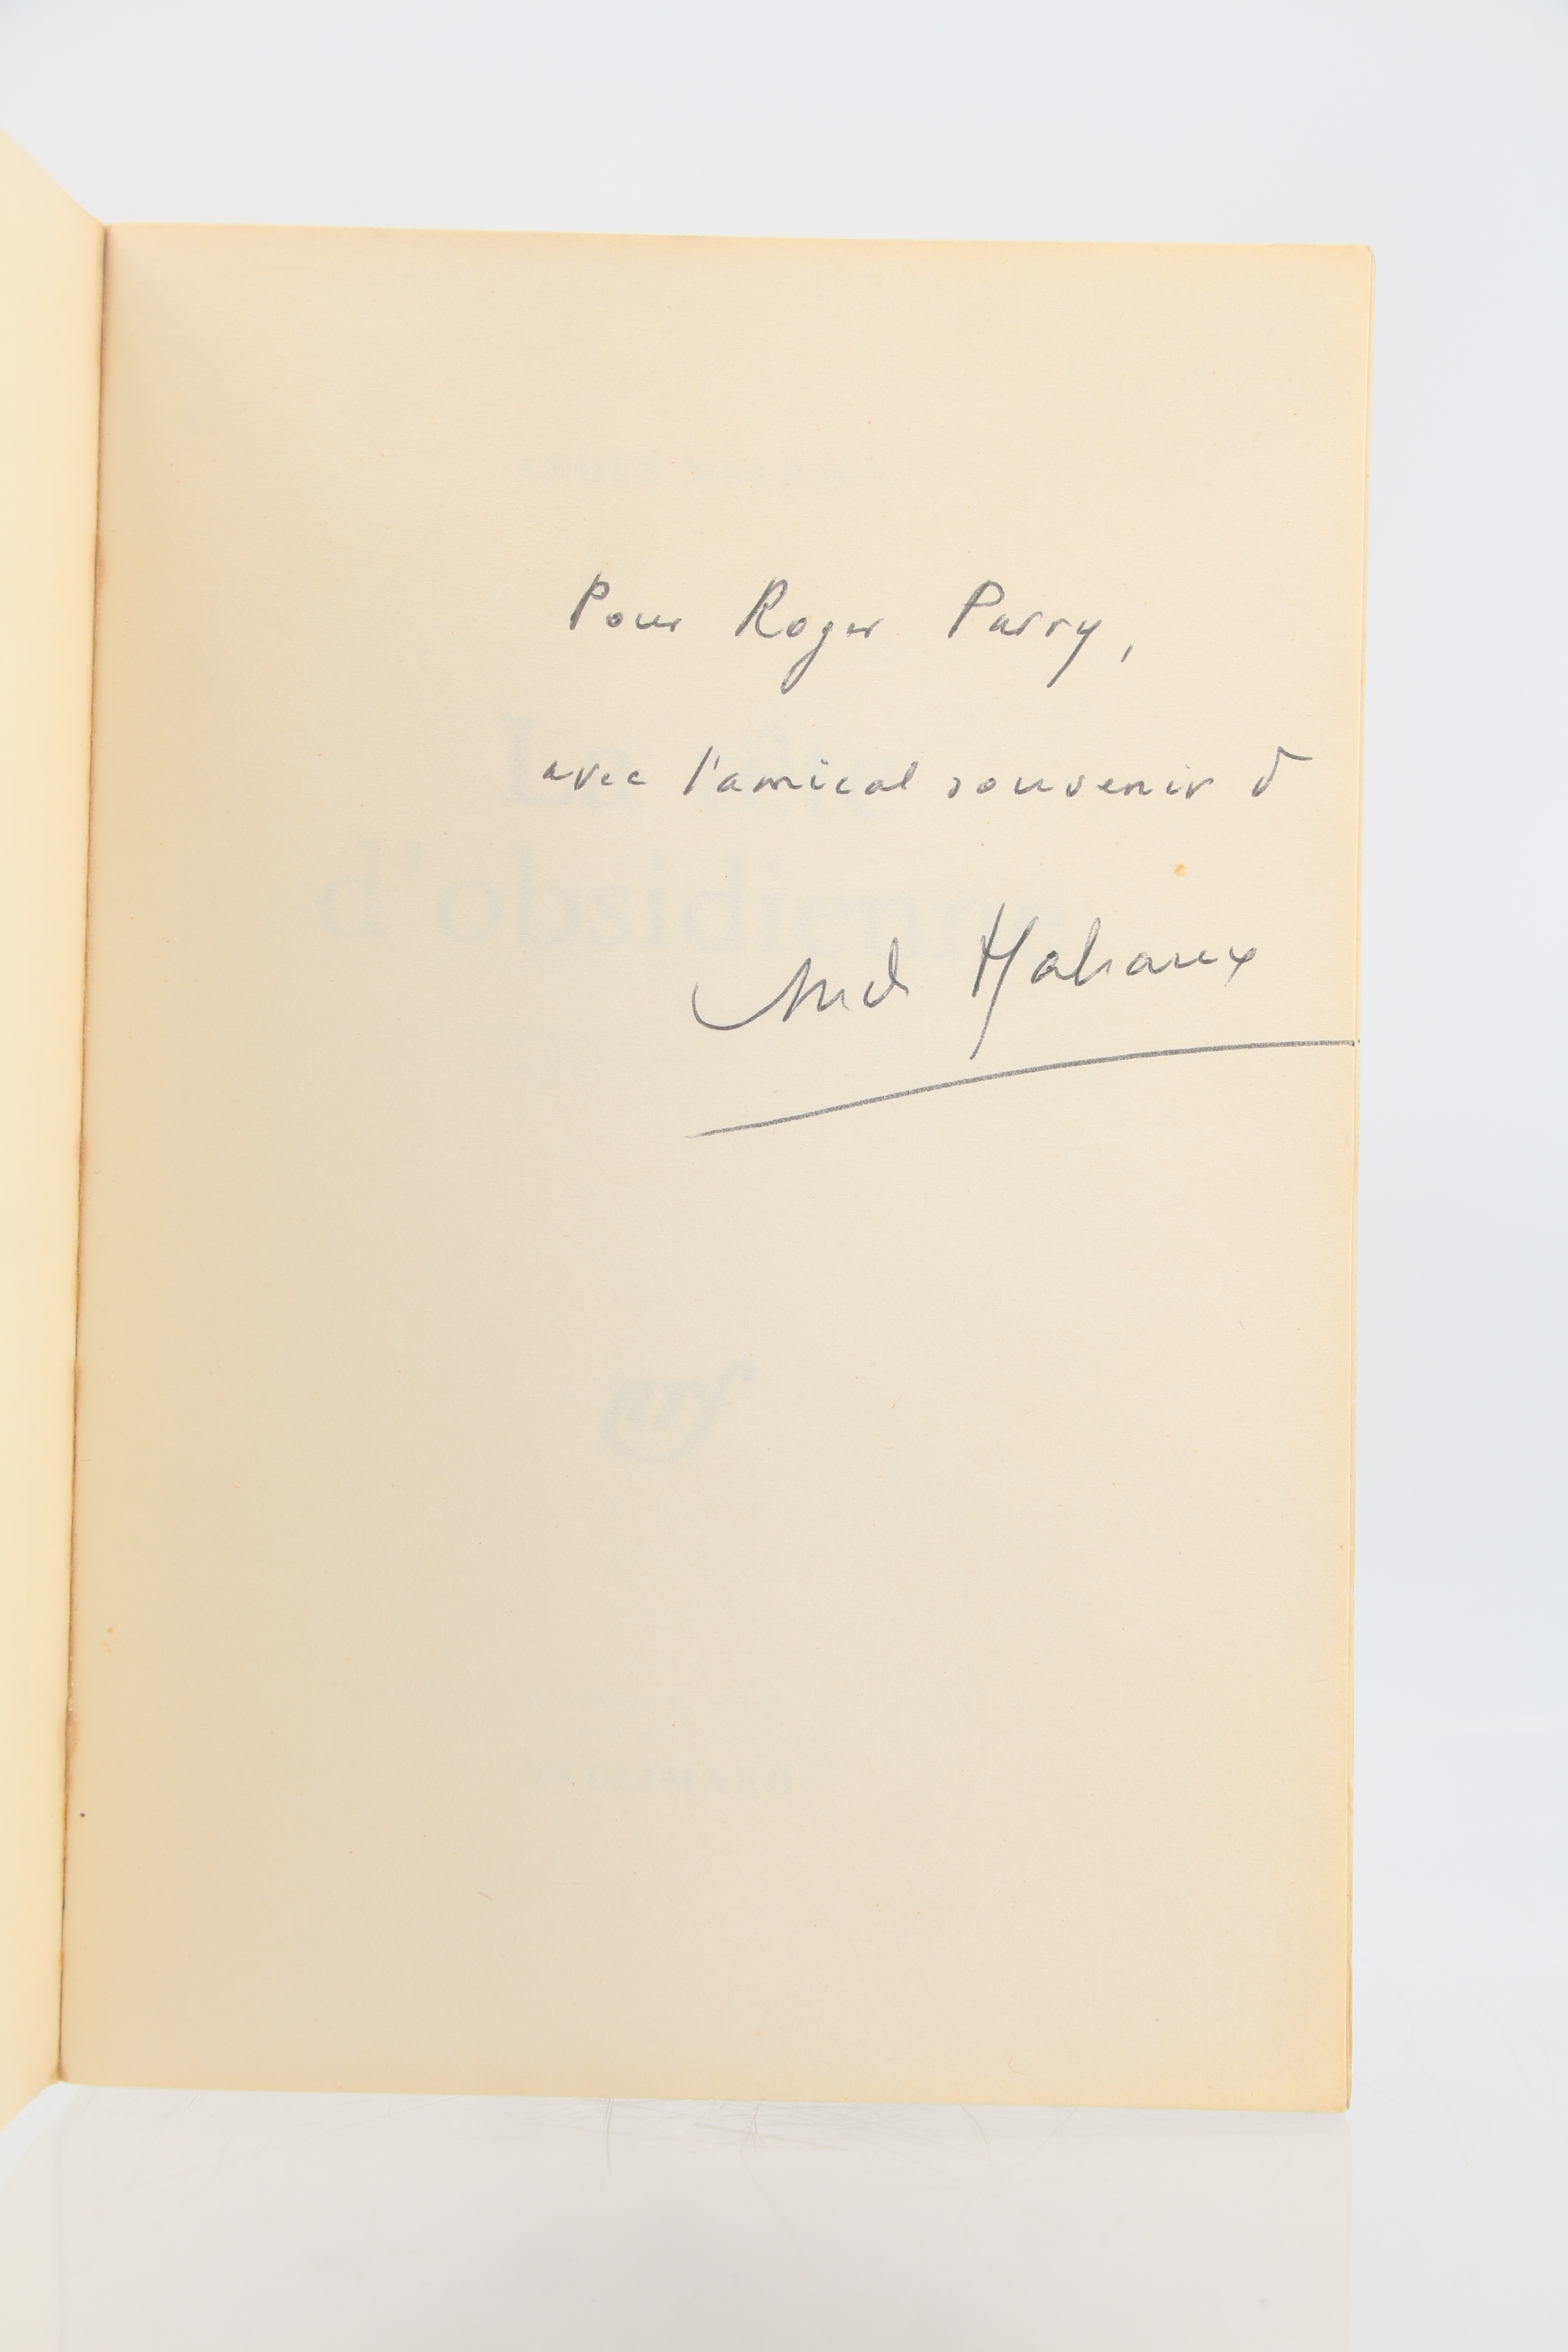 Pour Roger Parry,
avec l'amical souvenir d
André Malraux
La tête
d'obsidienne
nrf
GALLIMARD